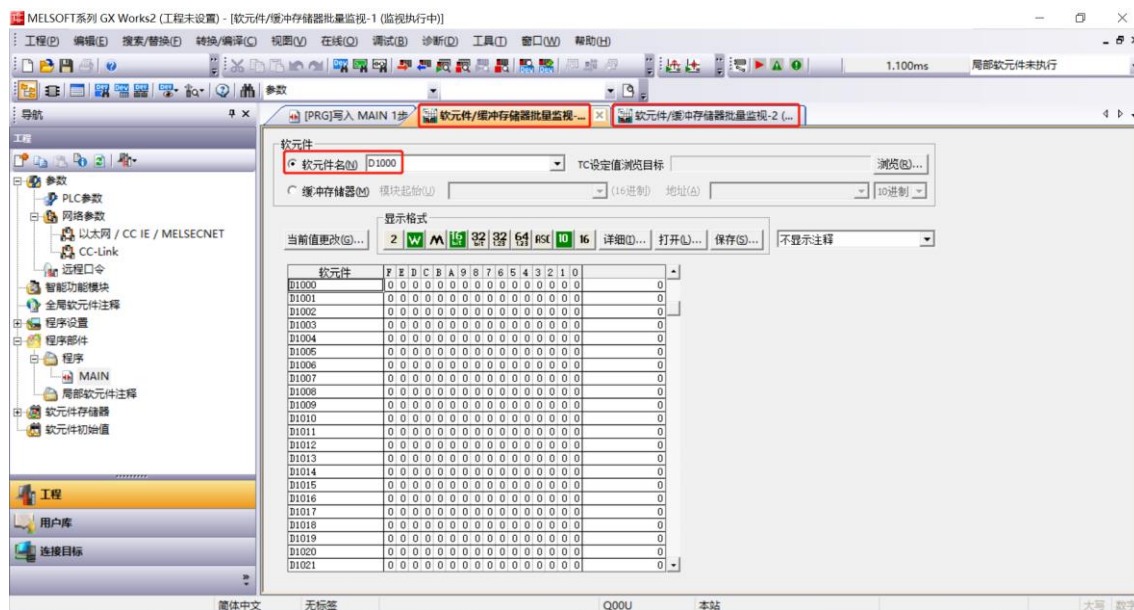 MELSOFT系列 GX Works2 (工程未设置) - [软元件/缓冲存储器批量监视-1 (监视执行中)]
工程(P) 编辑(E) 搜索/替换(F) 转换/编译(C) 视图(V) 在线(O) 调试(B) 诊断(D) 工具(T) 窗口(W) 帮助(H)
1.100ms 局部软元件未执行
参数
导航
[PRG]写入 MAIN 1步 软元件/缓冲存储器批量监视-... 软元件/缓冲存储器批量监视-2 (...
工程
参数
PLC参数
网络参数
以太网 / CC IE / MELSECNET
CC-Link
远程口令
智能功能模块
全局软元件注释
程序设置
程序部件
程序
MAIN
局部软元件注释
软元件存储器
软元件初始值
工程
用户库
连接目标
软元件
软元件名(N) D1000 TC设定值浏览目标 浏览(R)...
缓冲存储器(M) 模块起始(U) (16进制) 地址(A) 10进制
显示格式
当前值更改(G)... 2 W M 16 bit 32 bit 32 1.23 64 1.23 ASC 10 16 详细(I)... 打开(L)... 保存(S)... 不显示注释
软元件 F E D C B A 9 8 7 6 5 4 3 2 1 0
D1000 0 0 0 0 0 0 0 0 0 0 0 0 0 0 0 0 0
D1001 0 0 0 0 0 0 0 0 0 0 0 0 0 0 0 0 0
D1002 0 0 0 0 0 0 0 0 0 0 0 0 0 0 0 0 0
D1003 0 0 0 0 0 0 0 0 0 0 0 0 0 0 0 0 0
D1004 0 0 0 0 0 0 0 0 0 0 0 0 0 0 0 0 0
D1005 0 0 0 0 0 0 0 0 0 0 0 0 0 0 0 0 0
D1006 0 0 0 0 0 0 0 0 0 0 0 0 0 0 0 0 0
D1007 0 0 0 0 0 0 0 0 0 0 0 0 0 0 0 0 0
D1008 0 0 0 0 0 0 0 0 0 0 0 0 0 0 0 0 0
D1009 0 0 0 0 0 0 0 0 0 0 0 0 0 0 0 0 0
D1010 0 0 0 0 0 0 0 0 0 0 0 0 0 0 0 0 0
D1011 0 0 0 0 0 0 0 0 0 0 0 0 0 0 0 0 0
D1012 0 0 0 0 0 0 0 0 0 0 0 0 0 0 0 0 0
D1013 0 0 0 0 0 0 0 0 0 0 0 0 0 0 0 0 0
D1014 0 0 0 0 0 0 0 0 0 0 0 0 0 0 0 0 0
D1015 0 0 0 0 0 0 0 0 0 0 0 0 0 0 0 0 0
D1016 0 0 0 0 0 0 0 0 0 0 0 0 0 0 0 0 0
D1017 0 0 0 0 0 0 0 0 0 0 0 0 0 0 0 0 0
D1018 0 0 0 0 0 0 0 0 0 0 0 0 0 0 0 0 0
D1019 0 0 0 0 0 0 0 0 0 0 0 0 0 0 0 0 0
D1020 0 0 0 0 0 0 0 0 0 0 0 0 0 0 0 0 0
D1021 0 0 0 0 0 0 0 0 0 0 0 0 0 0 0 0 0
简体中文 无标签 Q00U 本站 大写 数字